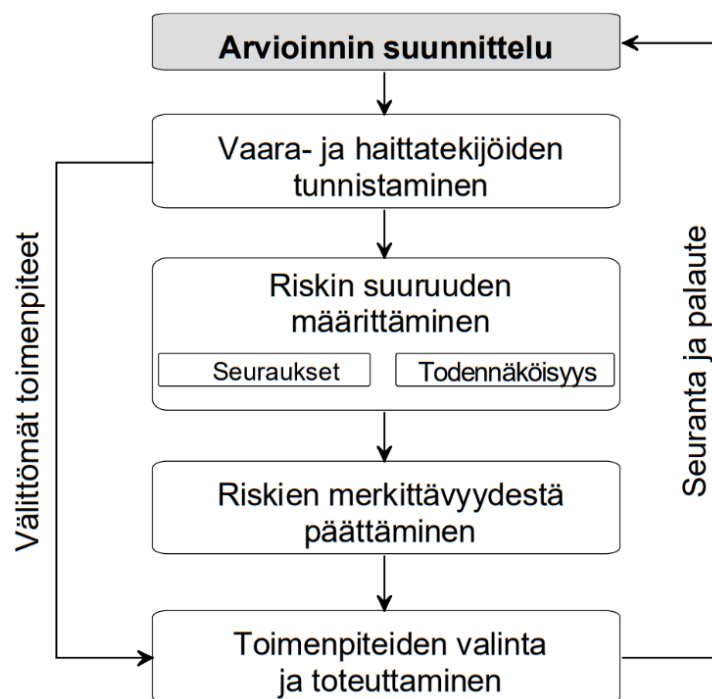 Arvioinnin suunnittelu
Vaara- ja haittatekijöiden
tunnistaminen
Riskin suuruuden
määrittäminen
Seuraukset
Todennäköisyys
Riskien merkittävyydestä
päättäminen
Toimenpiteiden valinta
ja toteuttaminen
Välittömät toimenpiteet
Seuranta ja palaute